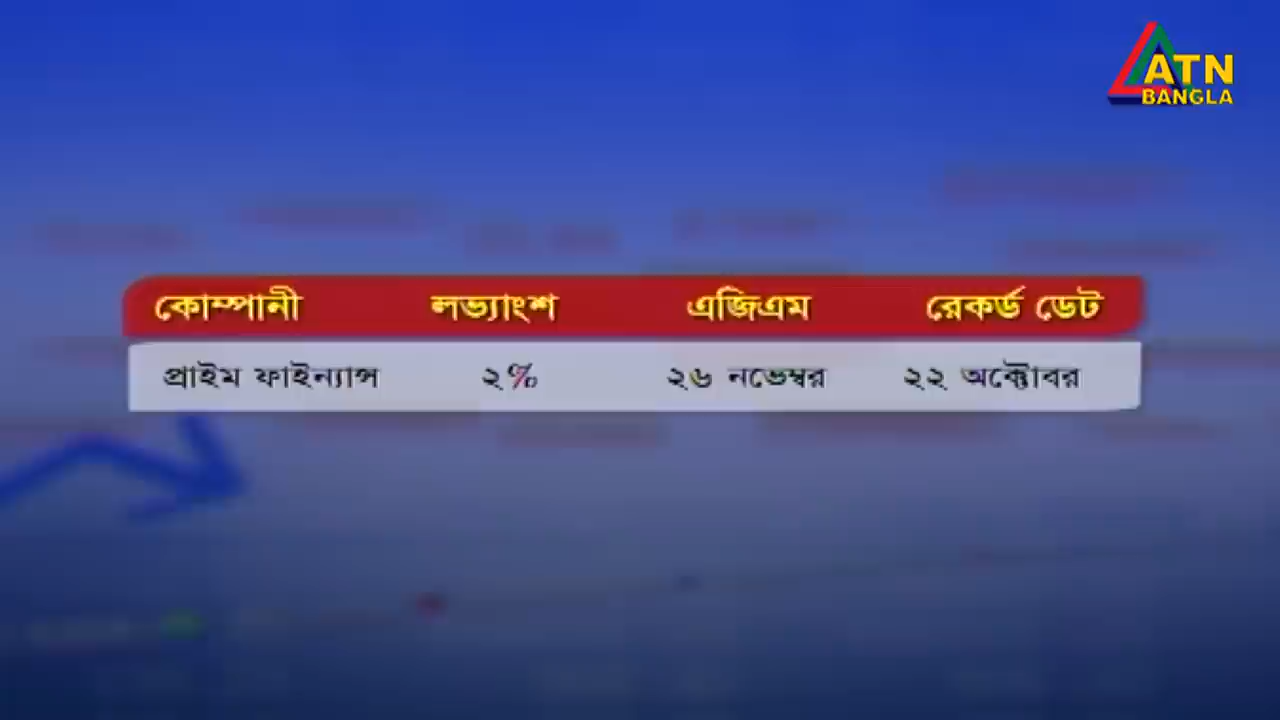 ATN
BANGLA
কোম্পানী লভ্যাংশ এজিএম রেকর্ড ডেট
প্রাইম ফাইন্যান্স ২% ২৬ নভেম্বর ২২ অক্টোবর